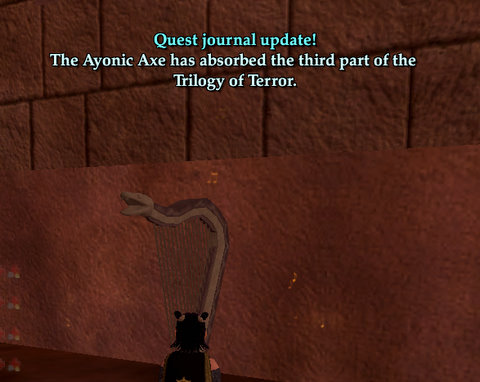 Quest journal update!
The Ayonic Axe has absorbed the third part of the
Trilogy of Terror.